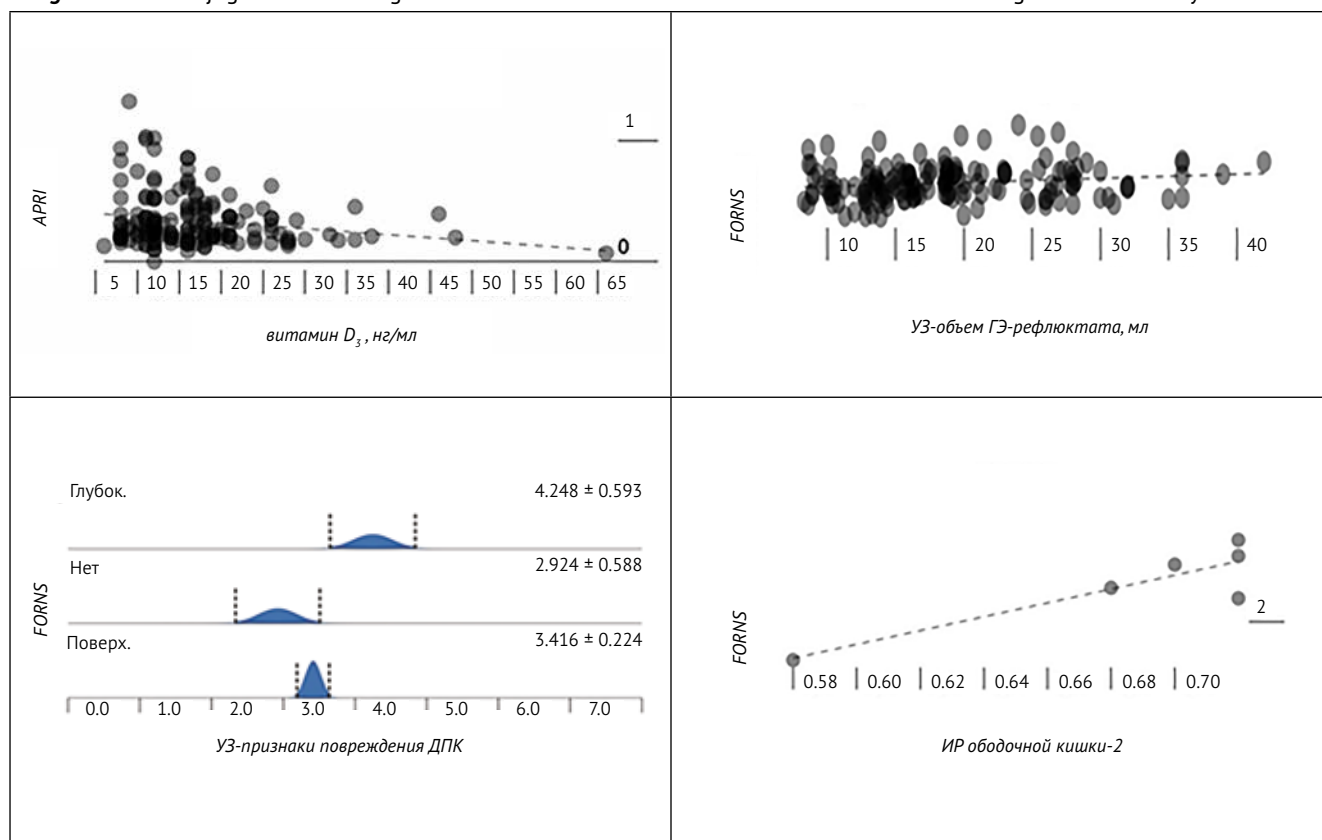 1
APRI
0
5 10 15 20 25 30 35 40 45 50 55 60 65
витамин D3 , нг/мл
FORNS
10 15 20 25 30 35 40
УЗ-объем ГЭ-рефлюктата, мл
Глубок. 4.248 ± 0.593
Нет 2.924 ± 0.588
FORNS
Поверх. 3.416 ± 0.224
0.0 1.0 2.0 3.0 4.0 5.0 6.0 7.0
УЗ-признаки повреждения ДПК
2
FORNS
0.58 0.60 0.62 0.64 0.66 0.68 0.70
ИР ободочной кишки-2